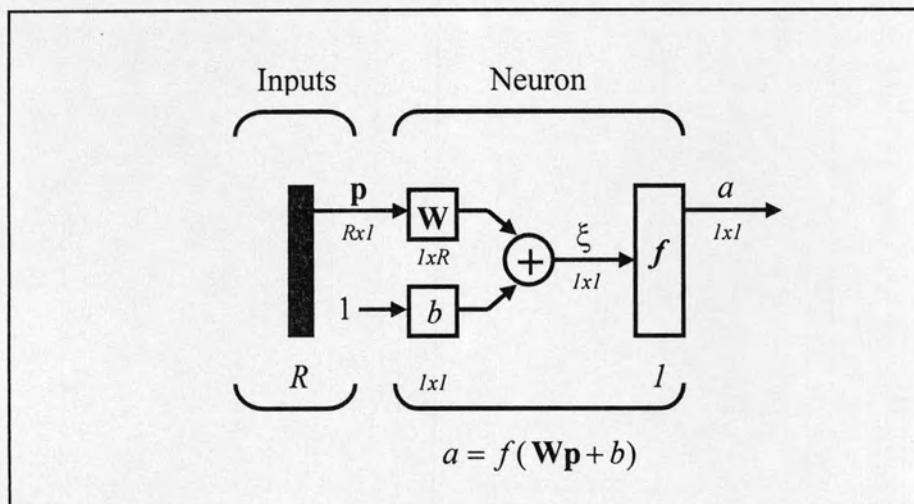 Inputs Neuron
p W ξ f a
Rx1 1xR 1x1 1x1
1 b
R 1x1 1
a = f(Wp + b)